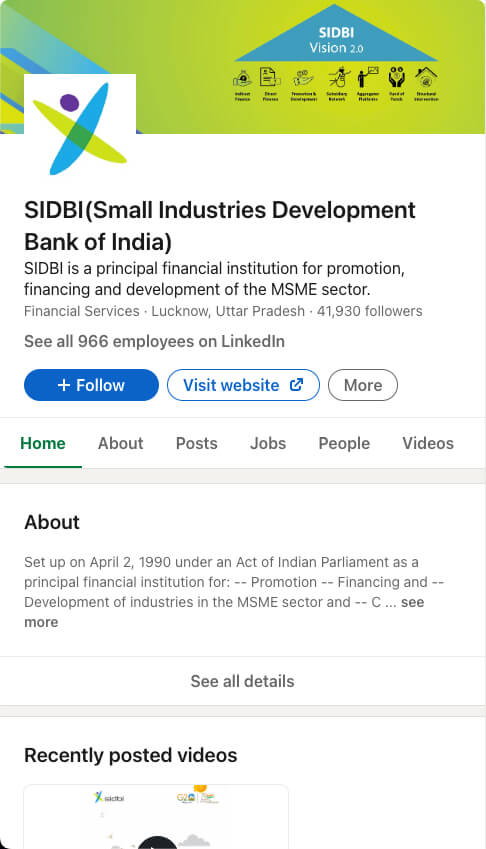 SIDBI
Vision 2.0
Indirect Finance
Direct Finance
Promotion & Development
Subsidiary Network
Aggregator Platforms
Fund of Funds
Structural Intervention
SIDBI(Small Industries Development
Bank of India)
SIDBI is a principal financial institution for promotion,
financing and development of the MSME sector.
Financial Services · Lucknow, Uttar Pradesh · 41,930 followers
See all 966 employees on LinkedIn
+ Follow
Visit website
More
Home About Posts Jobs People Videos
About
Set up on April 2, 1990 under an Act of Indian Parliament as a
principal financial institution for: -- Promotion -- Financing and --
Development of industries in the MSME sector and -- C ... see
more
See all details
Recently posted videos
sidbi
G20